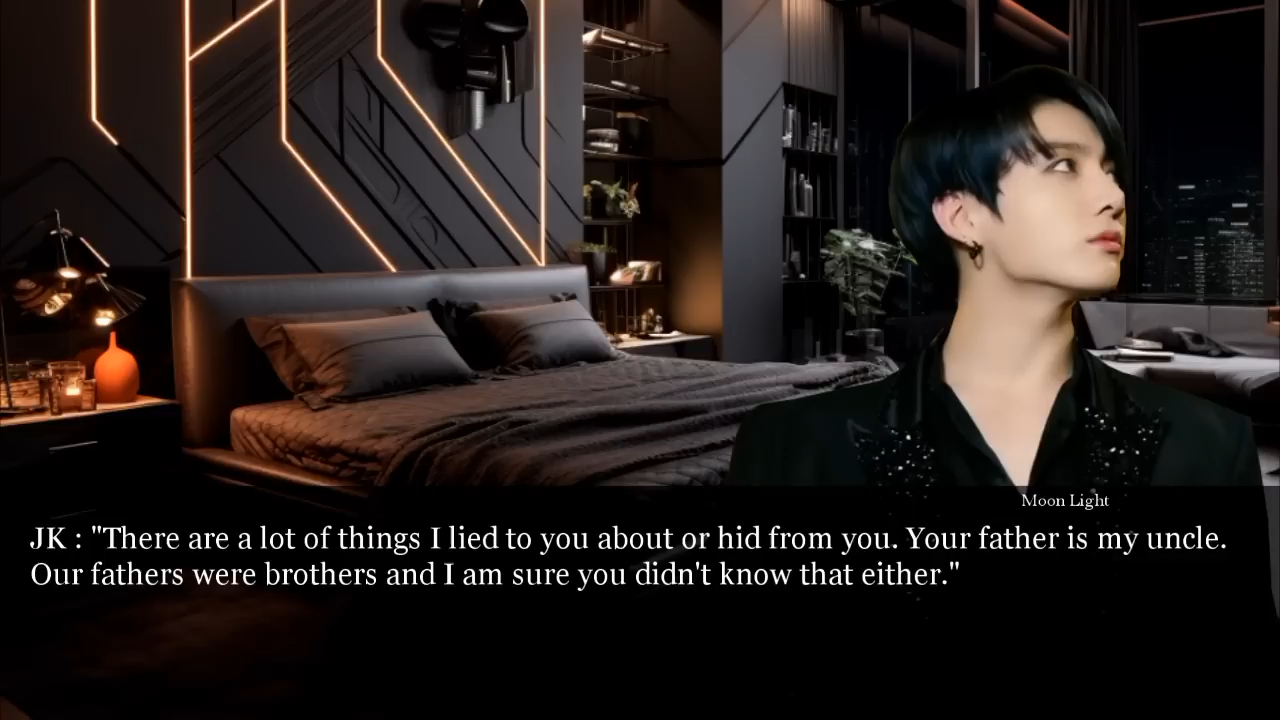 Moon Light
JK : "There are a lot of things I lied to you about or hid from you. Your father is my uncle.
Our fathers were brothers and I am sure you didn't know that either."